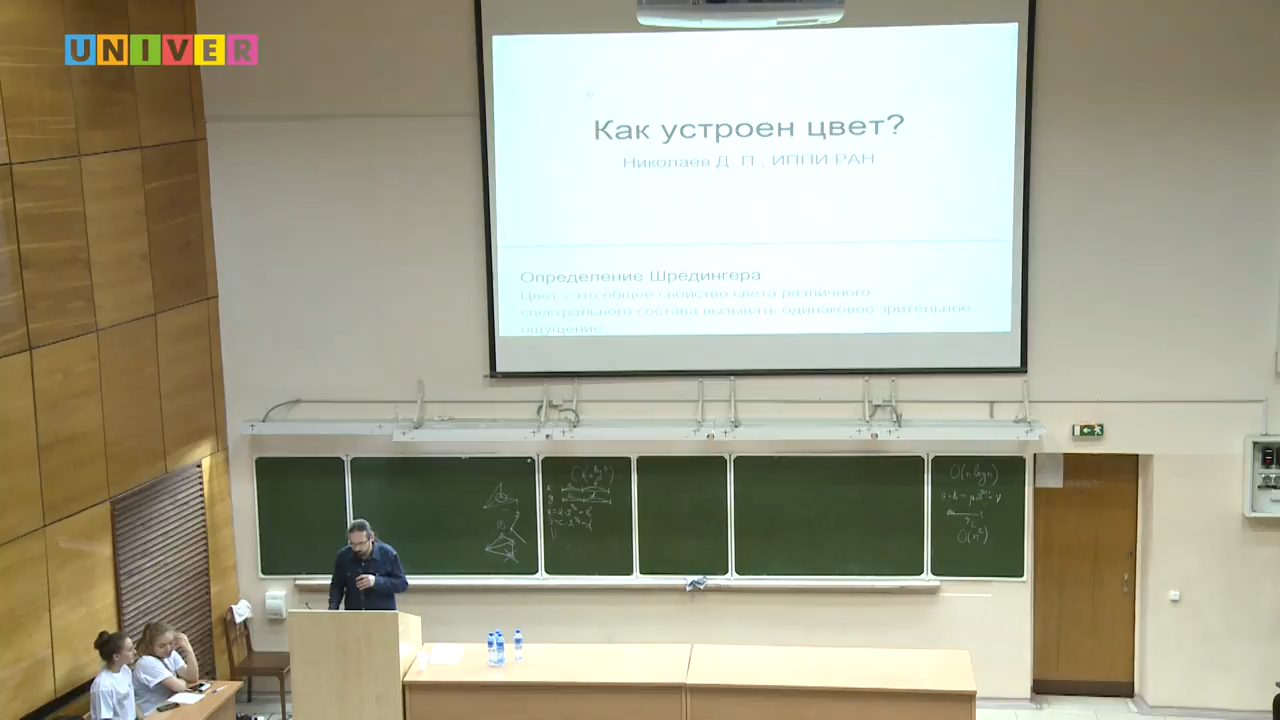 UNIVER
Как устроен цвет?
Николаев Д. П., ИППИ РАН
Определение Шредингера
Цвет - это общее свойство света различного
спектрального состава вызывать одинаковое зрительное
ощущение.
O(n log n)
O(n²)